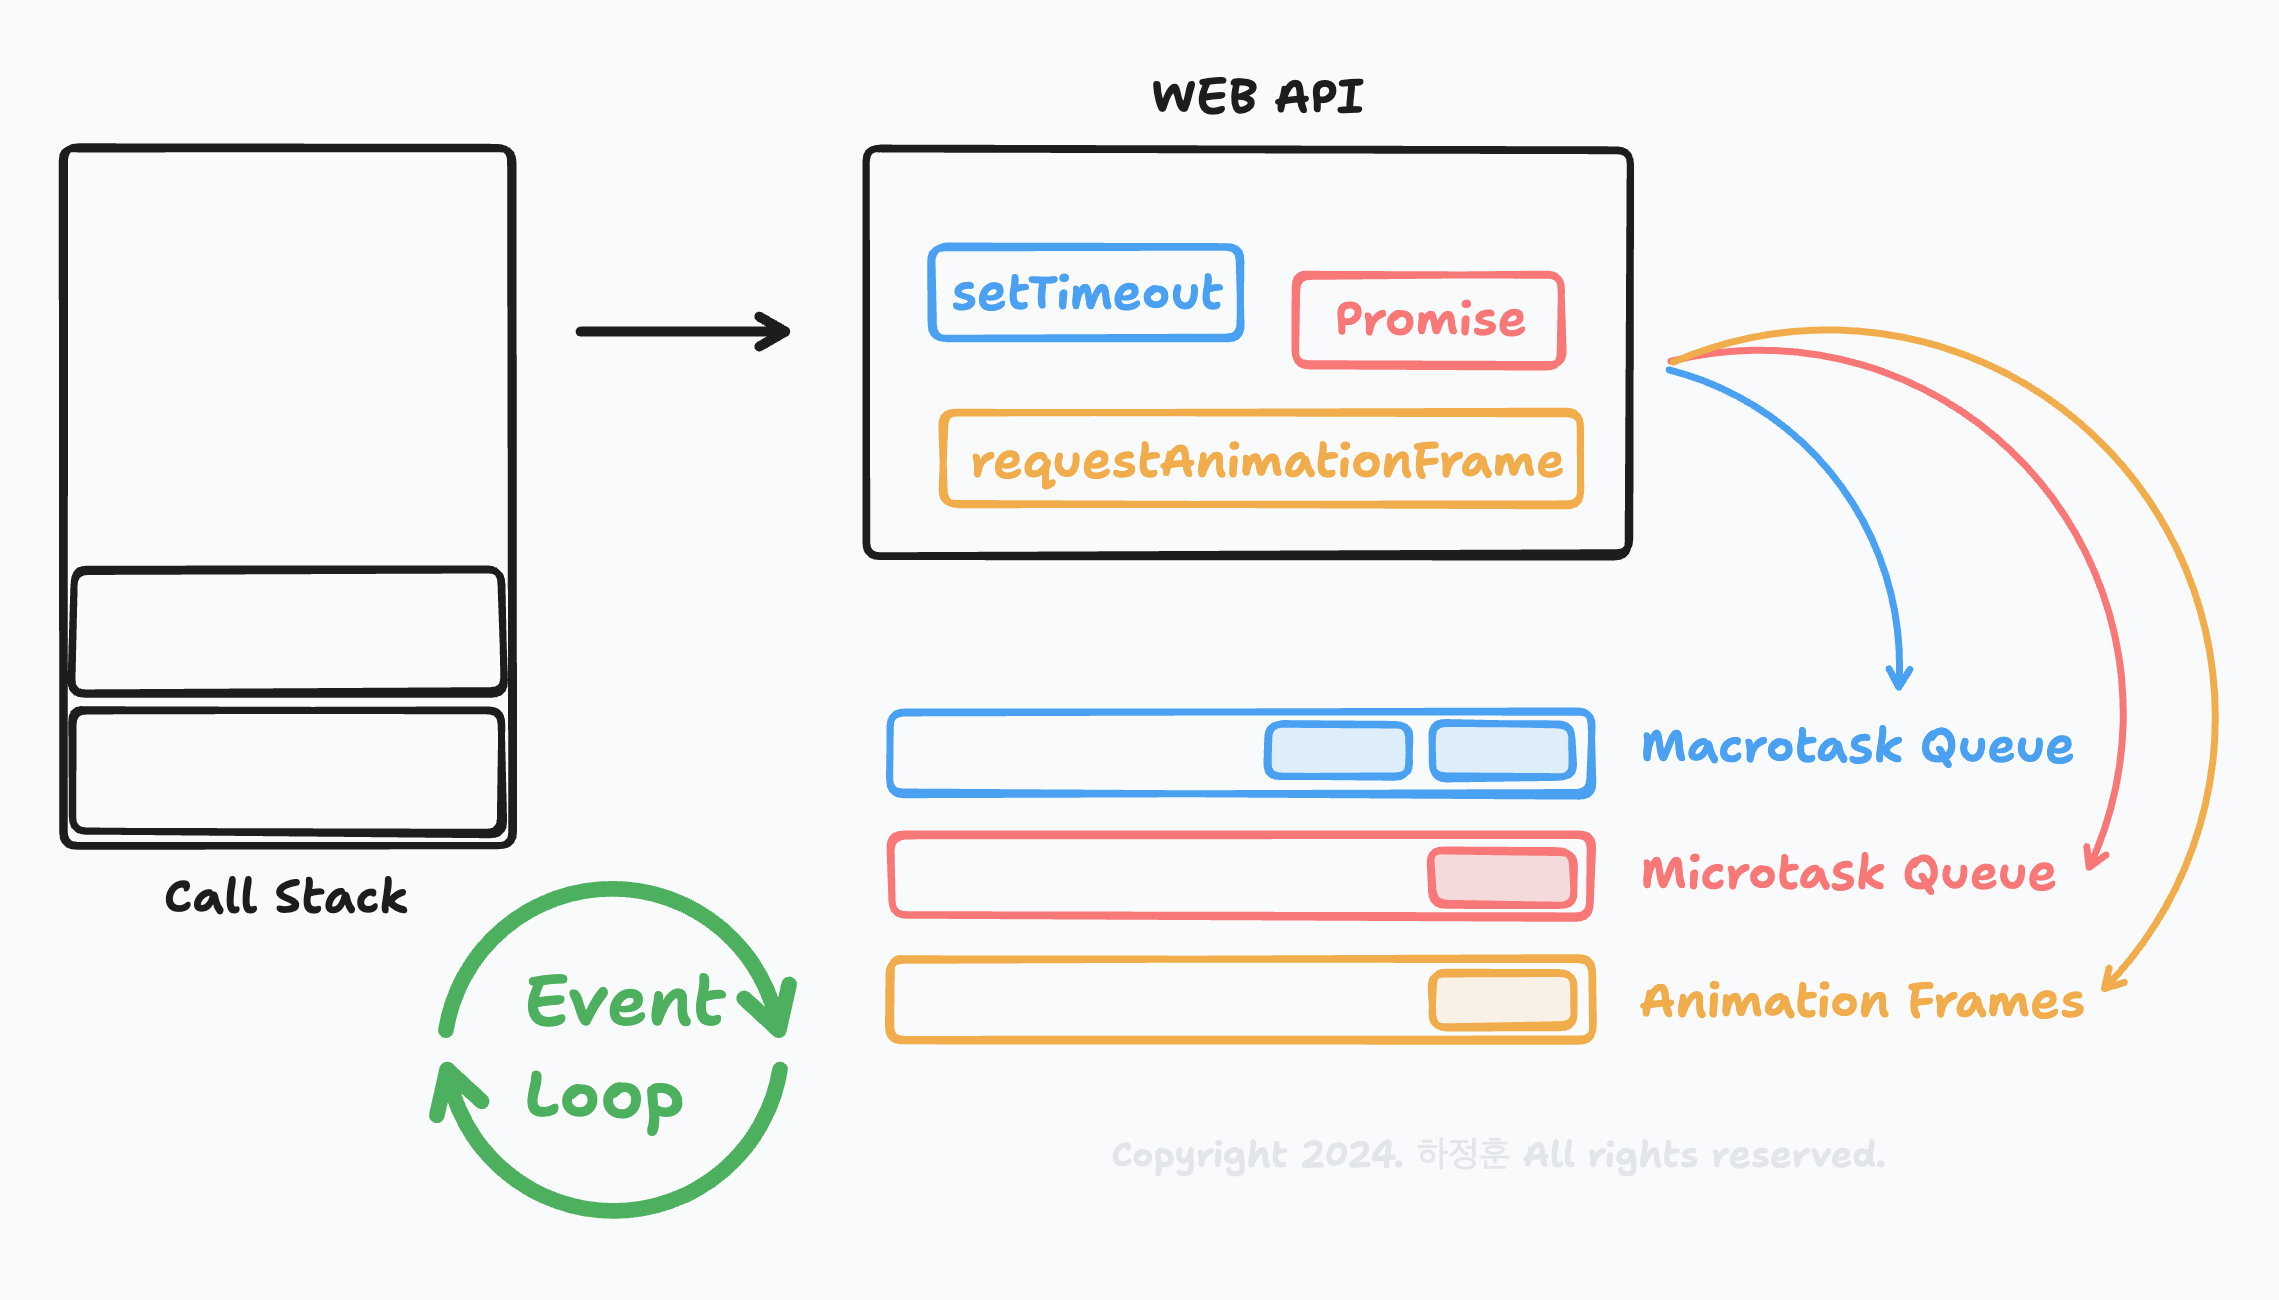 WEB API
setTimeout
Promise
requestAnimationFrame
Call Stack
Macrotask Queue
Microtask Queue
Animation Frames
Event
Loop
Copyright 2024. 하정훈 All rights reserved.